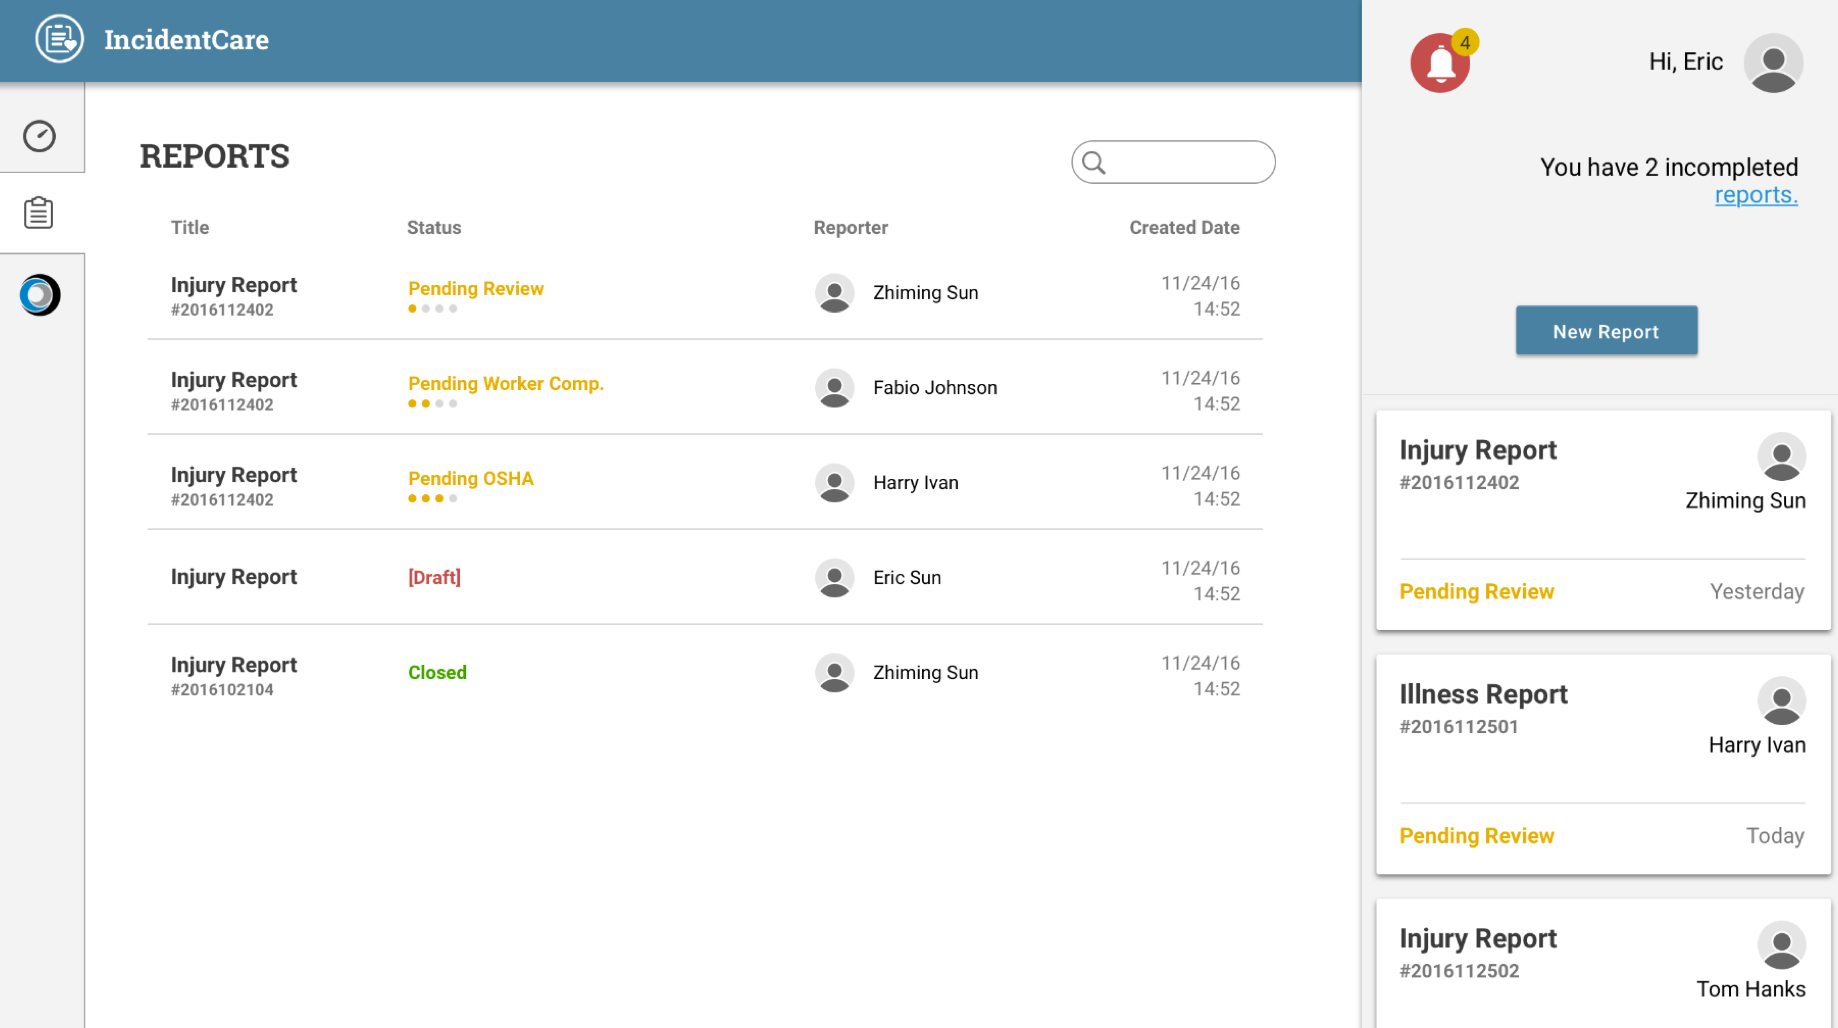 IncidentCare
4
Hi, Eric
You have 2 incompleted
reports.
New Report
REPORTS
Title Status Reporter Created Date
Injury Report
#2016112402
Pending Review
Zhiming Sun
11/24/16
14:52
Injury Report
#2016112402
Pending Worker Comp.
Fabio Johnson
11/24/16
14:52
Injury Report
#2016112402
Pending OSHA
Harry Ivan
11/24/16
14:52
Injury Report
[Draft]
Eric Sun
11/24/16
14:52
Injury Report
#2016102104
Closed
Zhiming Sun
11/24/16
14:52
Injury Report
#2016112402
Zhiming Sun
Pending Review
Yesterday
Illness Report
#2016112501
Harry Ivan
Pending Review
Today
Injury Report
#2016112502
Tom Hanks